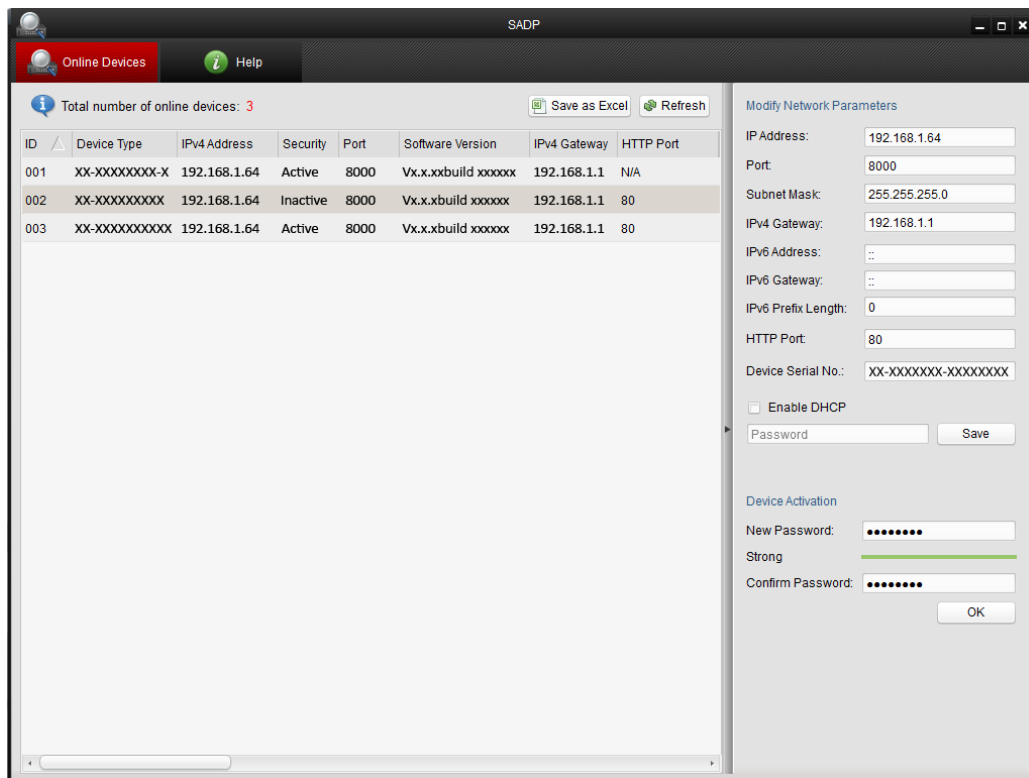 SADP
Online Devices Help
Total number of online devices: 3 Save as Excel Refresh
ID Device Type IPv4 Address Security Port Software Version IPv4 Gateway HTTP Port
001 XX-XXXXXXXX-X 192.168.1.64 Active 8000 Vx.x.xxbuild xxxxxx 192.168.1.1 N/A
002 XX-XXXXXXXXX 192.168.1.64 Inactive 8000 Vx.x.xbuild xxxxxx 192.168.1.1 80
003 XX-XXXXXXXXXX 192.168.1.64 Active 8000 Vx.x.xbuild xxxxxx 192.168.1.1 80
Modify Network Parameters
IP Address: 192.168.1.64
Port: 8000
Subnet Mask: 255.255.255.0
IPv4 Gateway: 192.168.1.1
IPv6 Address: ::
IPv6 Gateway: ::
IPv6 Prefix Length: 0
HTTP Port: 80
Device Serial No.: XX-XXXXXXX-XXXXXXXX
Enable DHCP
Password Save
Device Activation
New Password: ••••••••
Strong
Confirm Password: ••••••••
OK